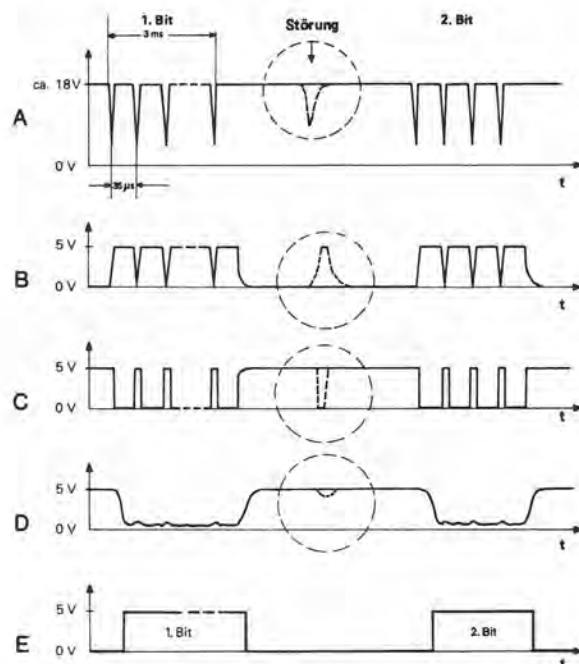 1. Bit Störung 2. Bit
3 ms
ca. 18V
A
0 V
35 µs
t
5 V
B
0 V
t
5 V
C
0 V
t
5 V
D
0 V
t
5 V
E
1. Bit 2. Bit
0 V
t